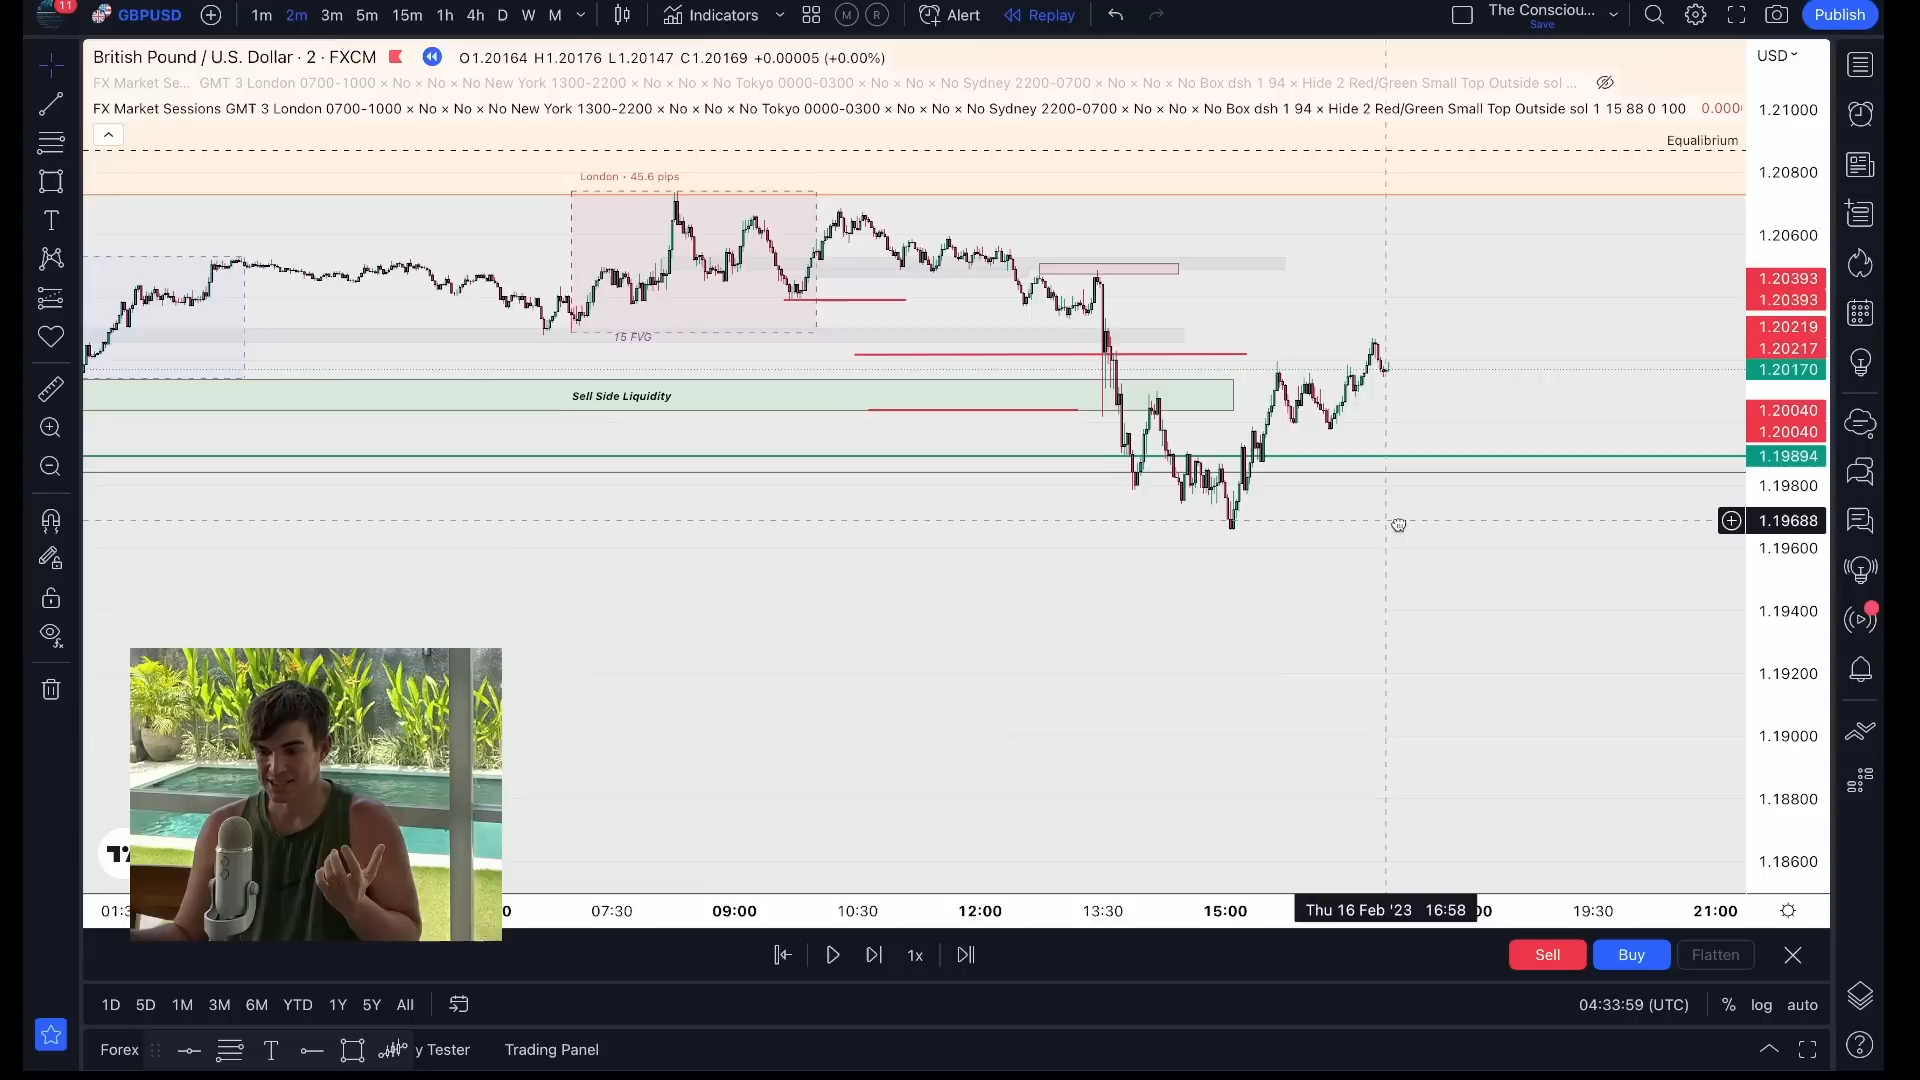 11 GBPUSD 1m 2m 3m 5m 15m 1h 4h D W M Indicators M R Alert Replay The Consciou... Save Publish
British Pound / U.S. Dollar · 2 · FXCM O1.20164 H1.20176 L1.20147 C1.20169 +0.00005 (+0.00%) USD
FX Market Se... GMT 3 London 0700-1000 × No × No × No New York 1300-2200 × No × No × No Tokyo 0000-0300 × No × No × No Sydney 2200-0700 × No × No × No Box dsh 1 94 × Hide 2 Red/Green Small Top Outside sol ...
FX Market Sessions GMT 3 London 0700-1000 × No × No × No New York 1300-2200 × No × No × No Tokyo 0000-0300 × No × No × No Sydney 2200-0700 × No × No × No Box dsh 1 94 × Hide 2 Red/Green Small Top Outside sol 1 15 88 0 100 0.000
1.21000
Equalibrium
1.20800
London · 45.6 pips
1.20600
1.20393
1.20393
1.20219
15 FVG
1.20217
1.20170
Sell Side Liquidity
1.20040
1.20040
1.19894
1.19800
1.19688
1.19600
1.19400
1.19200
1.19000
1.18800
1.18600
01:3 0 07:30 09:00 10:30 12:00 13:30 15:00 Thu 16 Feb '23 16:58 00 19:30 21:00
1x Sell Buy Flatten
1D 5D 1M 3M 6M YTD 1Y 5Y All 04:33:59 (UTC) % log auto
Forex y Tester Trading Panel